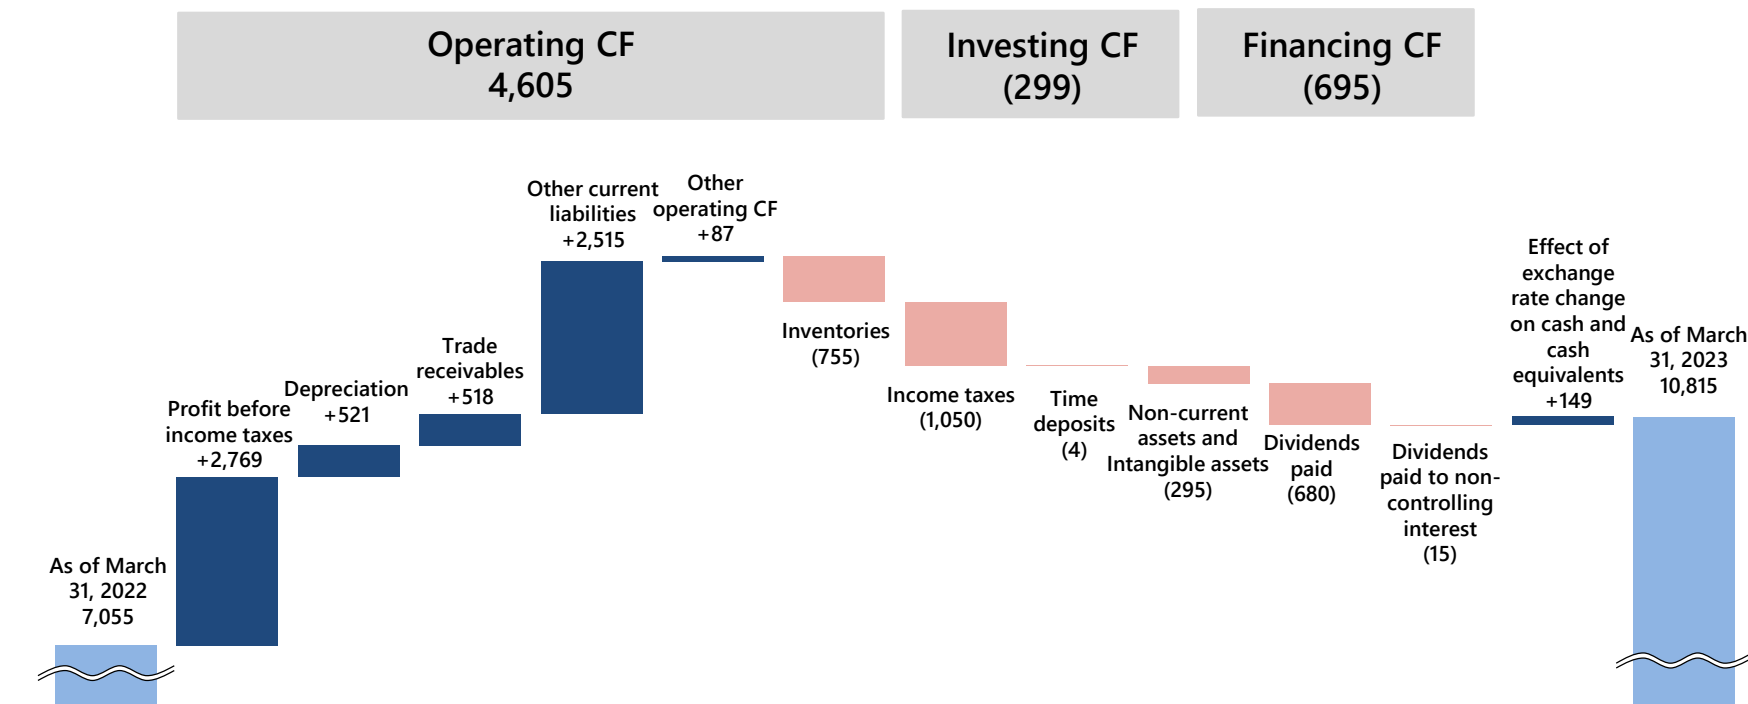 Operating CF
4,605
Investing CF
(299)
Financing CF
(695)
As of March
31, 2022
7,055
Profit before
income taxes
+2,769
Depreciation
+521
Trade
receivables
+518
Other current
liabilities
+2,515
Other
operating CF
+87
Inventories
(755)
Income taxes
(1,050)
Time
deposits
(4)
Non-current
assets and
Intangible assets
(295)
Dividends
paid
(680)
Dividends
paid to non-
controlling
interest
(15)
Effect of
exchange
rate change
on cash and
cash
equivalents
+149
As of March
31, 2023
10,815